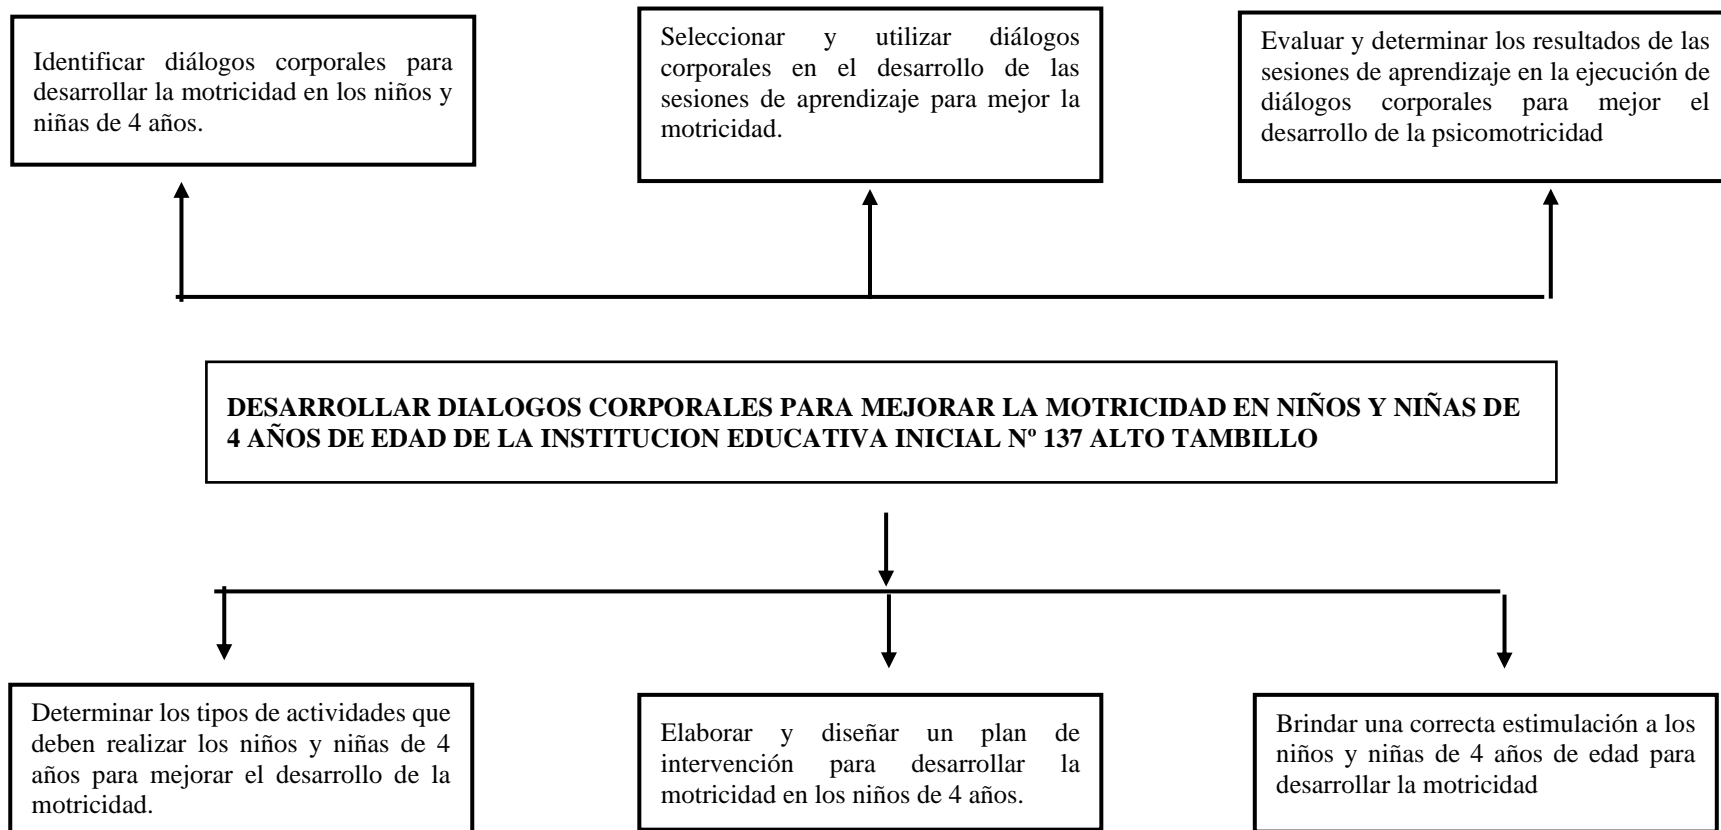 Identificar diálogos corporales para
desarrollar la motricidad en los niños y
niñas de 4 años.
Seleccionar y utilizar diálogos
corporales en el desarrollo de las
sesiones de aprendizaje para mejor la
motricidad.
Evaluar y determinar los resultados de las
sesiones de aprendizaje en la ejecución de
diálogos corporales para mejor el
desarrollo de la psicomotricidad
DESARROLLAR DIALOGOS CORPORALES PARA MEJORAR LA MOTRICIDAD EN NIÑOS Y NIÑAS DE
4 AÑOS DE EDAD DE LA INSTITUCION EDUCATIVA INICIAL Nº 137 ALTO TAMBILLO
Determinar los tipos de actividades que
deben realizar los niños y niñas de 4
años para mejorar el desarrollo de la
motricidad.
Elaborar y diseñar un plan de
intervención para desarrollar la
motricidad en los niños de 4 años.
Brindar una correcta estimulación a los
niños y niñas de 4 años de edad para
desarrollar la motricidad